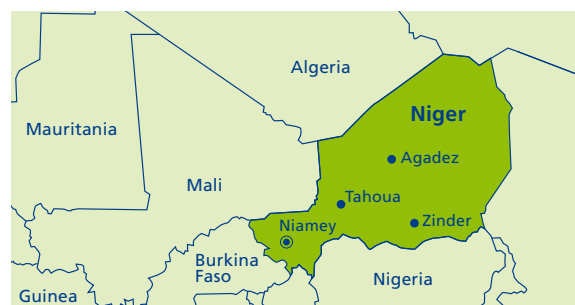 Algeria
Niger
Mauritania
Agadez
Mali
Tahoua
Zinder
Niamey
Burkina
Faso
Nigeria
Guinea